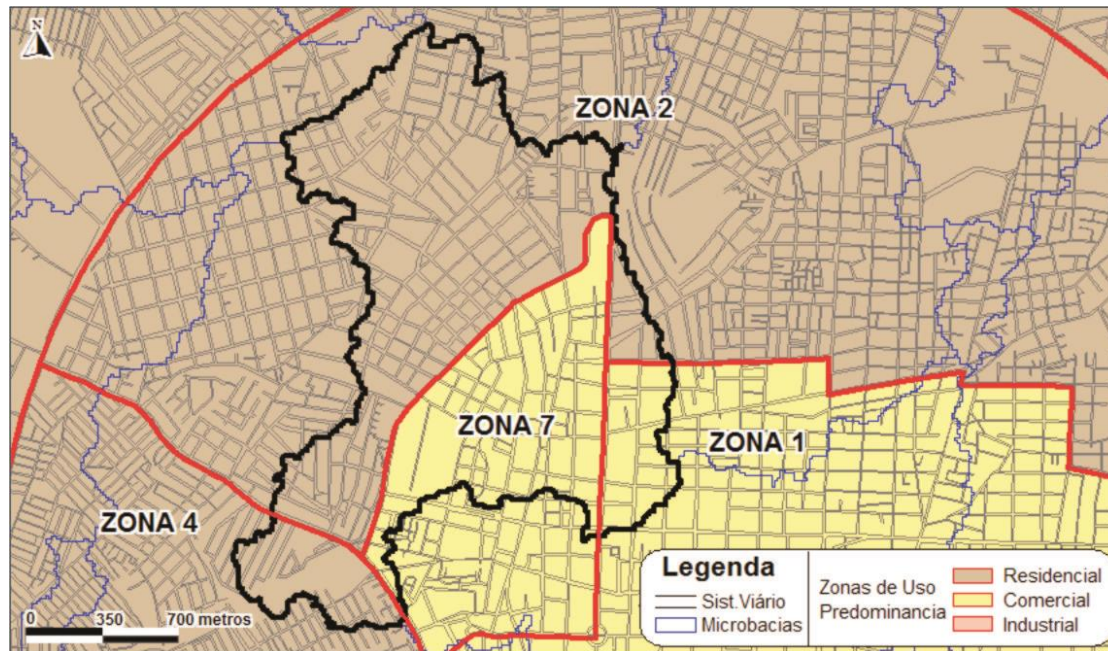 N
ZONA 2
ZONA 7
ZONA 1
ZONA 4
0 350 700 metros
Legenda
Sist.Viário
Microbacias
Zonas de Uso
Predominancia
Residencial
Comercial
Industrial